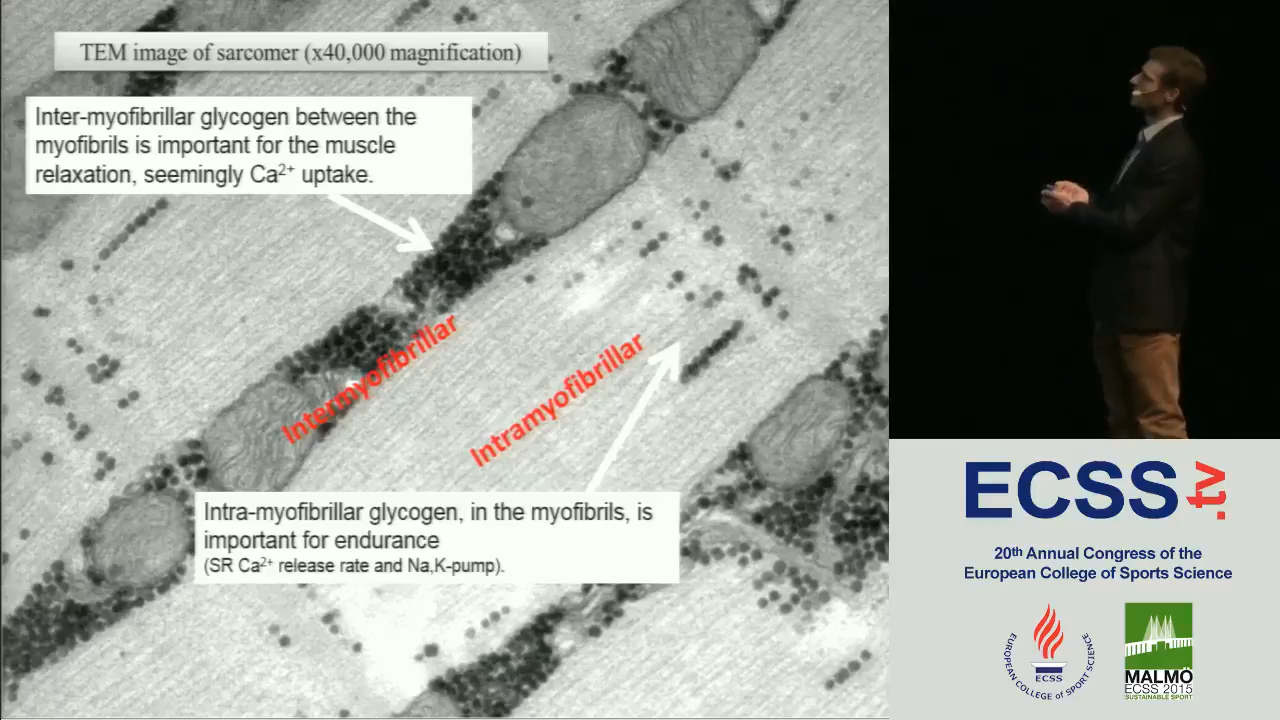 TEM image of sarcomer (x40,000 magnification)
Inter-myofibrillar glycogen between the
myofibrils is important for the muscle
relaxation, seemingly Ca²⁺ uptake.
Intermyofibrillar
Intramyofibrillar
Intra-myofibrillar glycogen, in the myofibrils, is
important for endurance
(SR Ca²⁺ release rate and Na,K-pump).
ECSS.tv
20th Annual Congress of the
European College of Sports Science
EUROPEAN COLLEGE OF SPORT SCIENCE
ECSS
MALMÖ
ECSS 2015
SUSTAINABLE SPORT